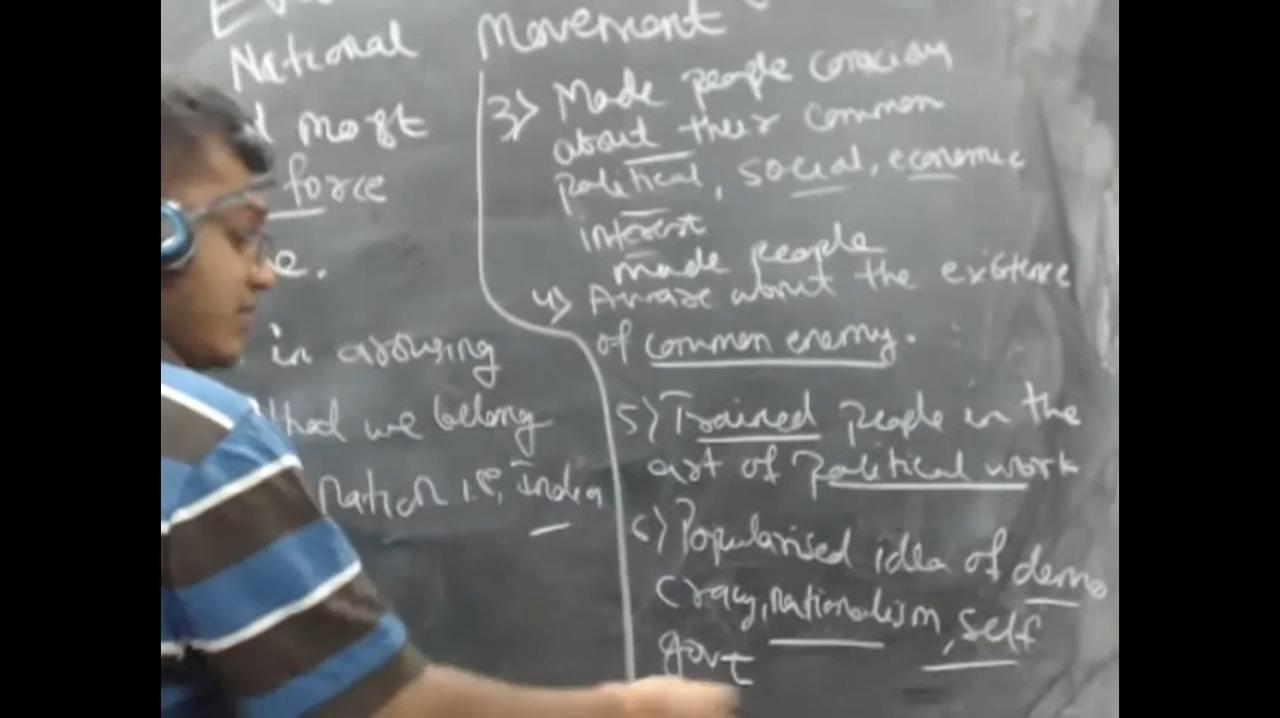 National Movement
most
force
e.
in arousing
that we belong
nation i.e, India
3) Made people conscious
about their common
political, social, economic
interest
made people
4) Aware about the existence
of common enemy.
5) Trained people in the
art of political work
6) Popularised idea of demo
cracy, nationalism, self
govt